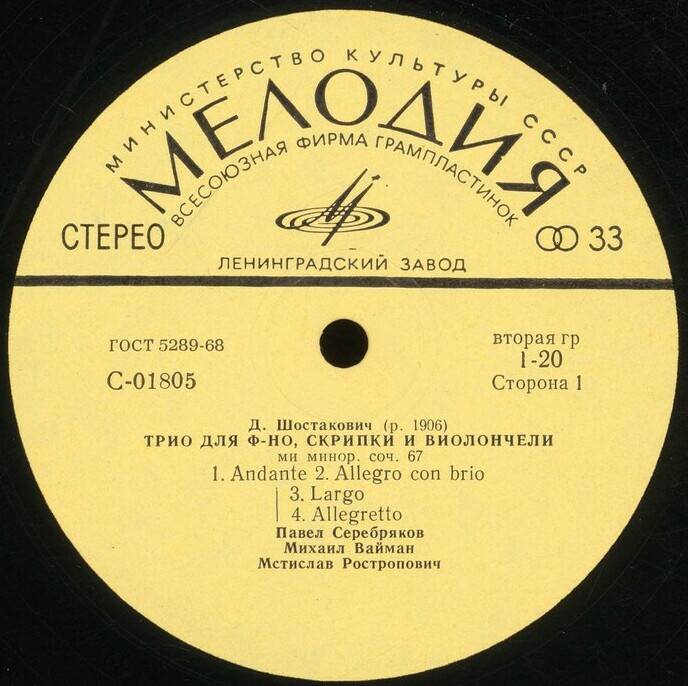 МИНИСТЕРСТВО КУЛЬТУРЫ СССР
МЕЛОДИЯ
ВСЕСОЮЗНАЯ ФИРМА ГРАМПЛАСТИНОК
СТЕРЕО
33
ЛЕНИНГРАДСКИЙ ЗАВОД
ГОСТ 5289-68
С-01805
вторая гр
1-20
Сторона 1
Д. Шостакович (р. 1906)
ТРИО ДЛЯ Ф-НО, СКРИПКИ И ВИОЛОНЧЕЛИ
ми минор. соч. 67
1. Andante 2. Allegro con brio
3. Largo
4. Allegretto
Павел Серебряков
Михаил Вайман
Мстислав Ростропович